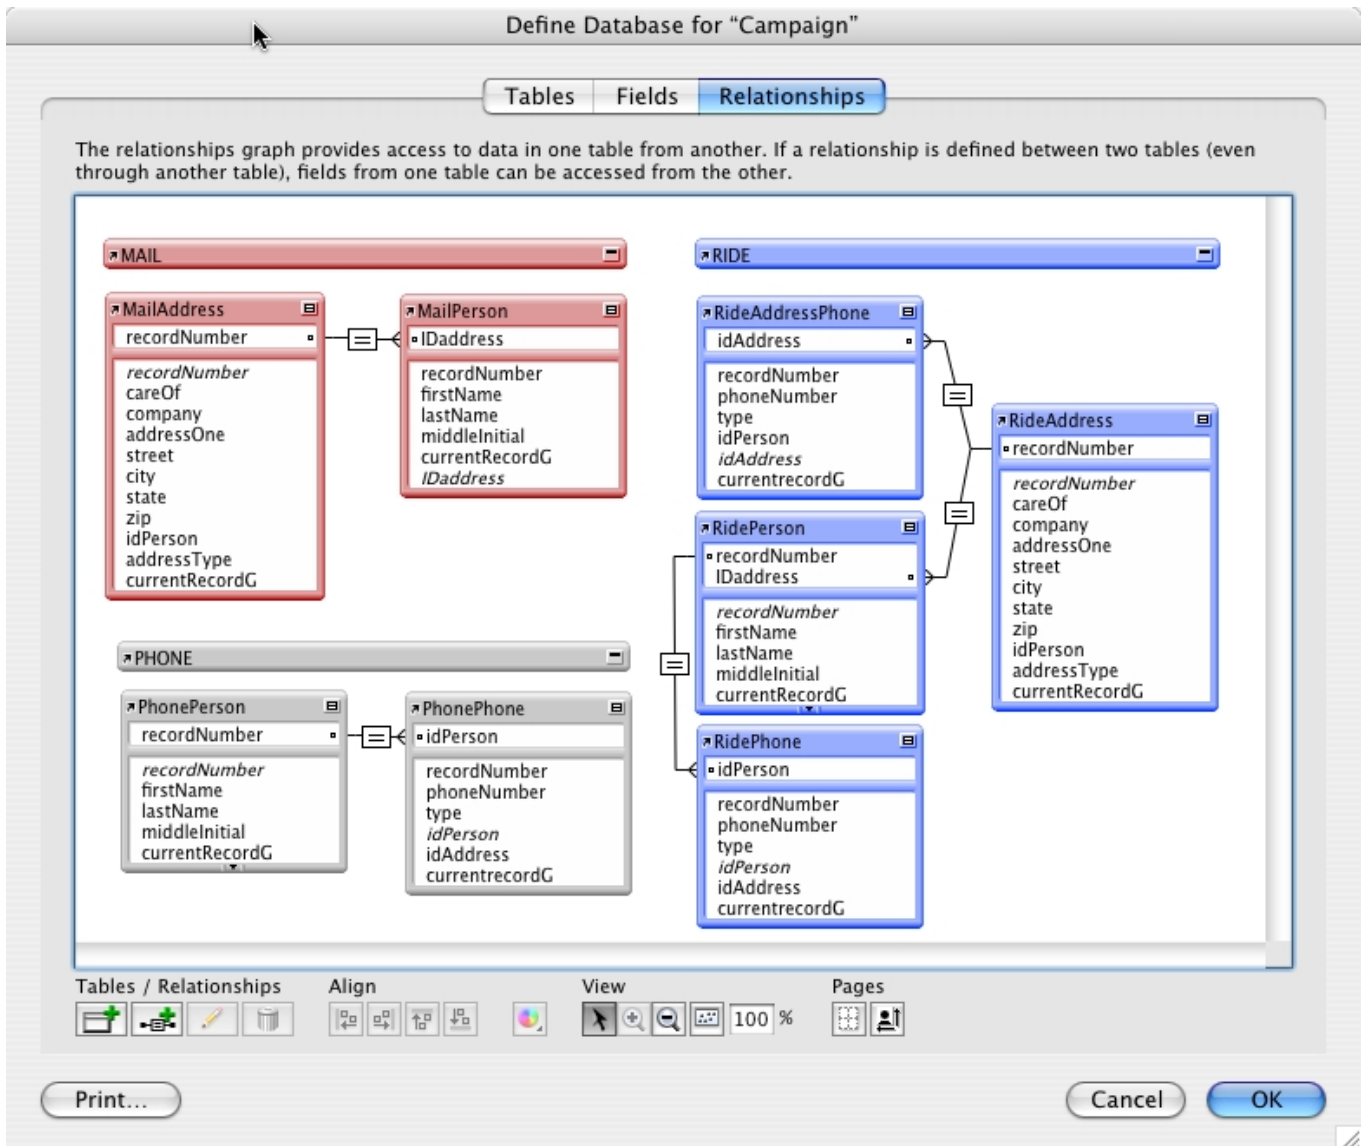 Define Database for “Campaign”
Tables
Fields
Relationships
The relationships graph provides access to data in one table from another. If a relationship is defined between two tables (even
through another table), fields from one table can be accessed from the other.
MAIL
MailAddress
recordNumber
recordNumber
careOf
company
addressOne
street
city
state
zip
idPerson
addressType
currentRecordG
MailPerson
IDaddress
recordNumber
firstName
lastName
middleInitial
currentRecordG
IDaddress
PHONE
PhonePerson
recordNumber
recordNumber
firstName
lastName
middleInitial
currentRecordG
PhonePhone
idPerson
recordNumber
phoneNumber
type
idPerson
idAddress
currentrecordG
RIDE
RideAddressPhone
idAddress
recordNumber
phoneNumber
type
idPerson
idAddress
currentrecordG
RidePerson
recordNumber
IDaddress
recordNumber
firstName
lastName
middleInitial
currentRecordG
RidePhone
idPerson
recordNumber
phoneNumber
type
idPerson
idAddress
currentrecordG
RideAddress
recordNumber
recordNumber
careOf
company
addressOne
street
city
state
zip
idPerson
addressType
currentRecordG
Tables / Relationships
Align
View
100 %
Pages
Print...
Cancel
OK